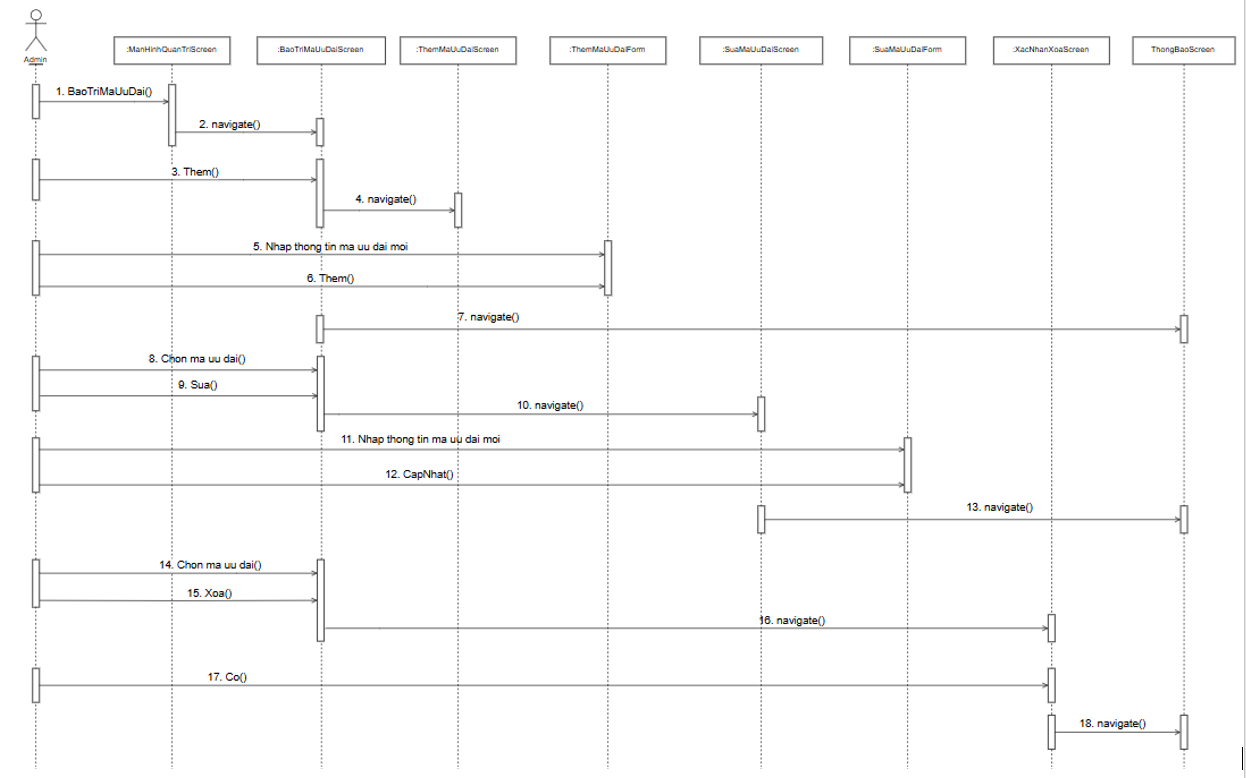 Admin
:ManHinhQuanTriScreen
:BaoTriMaUuDaiScreen
:ThemMaUuDaiScreen
:ThemMaUuDaiForm
:SuaMaUuDaiScreen
:SuaMaUuDaiForm
:XacNhanXoaScreen
ThongBaoScreen
1. BaoTriMaUuDai()
2. navigate()
3. Them()
4. navigate()
5. Nhap thong tin ma uu dai moi
6. Them()
7. navigate()
8. Chon ma uu dai()
9. Sua()
10. navigate()
11. Nhap thong tin ma uu dai moi
12. CapNhat()
13. navigate()
14. Chon ma uu dai()
15. Xoa()
16. navigate()
17. Co()
18. navigate()